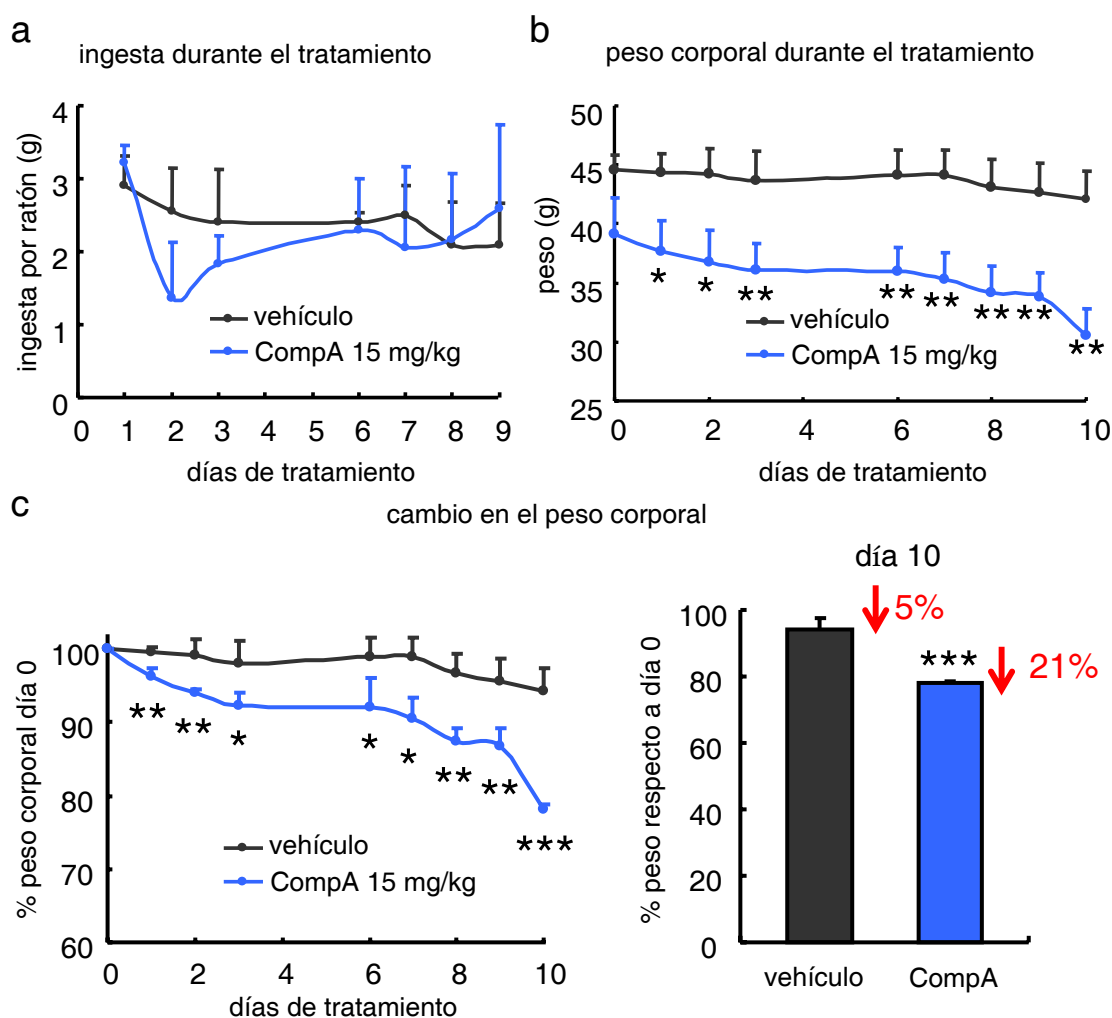 a
ingesta durante el tratamiento
ingesta por ratón (g)
4
3
2
1
0
vehículo
CompA 15 mg/kg
0 1 2 3 4 5 6 7 8 9
días de tratamiento
b
peso corporal durante el tratamiento
peso (g)
50
45
40
35
30
25
* * ** ** ** ** ** **
vehículo
CompA 15 mg/kg
0 2 4 6 8 10
días de tratamiento
c
cambio en el peso corporal
% peso corporal día 0
100
90
80
70
60
** ** * * * ** ** ***
vehículo
CompA 15 mg/kg
0 2 4 6 8 10
días de tratamiento
día 10
% peso respecto a día 0
100
80
60
40
20
0
5%
*** 21%
vehículo CompA